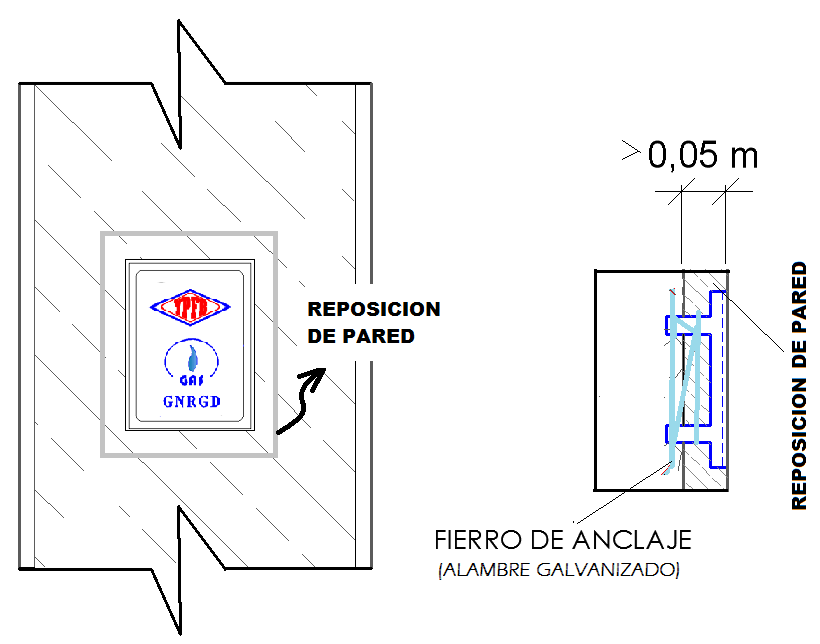 YPFB
GAS
GNRGD
REPOSICION
DE PARED
>0,05 m
REPOSICION DE PARED
FIERRO DE ANCLAJE
(ALAMBRE GALVANIZADO)